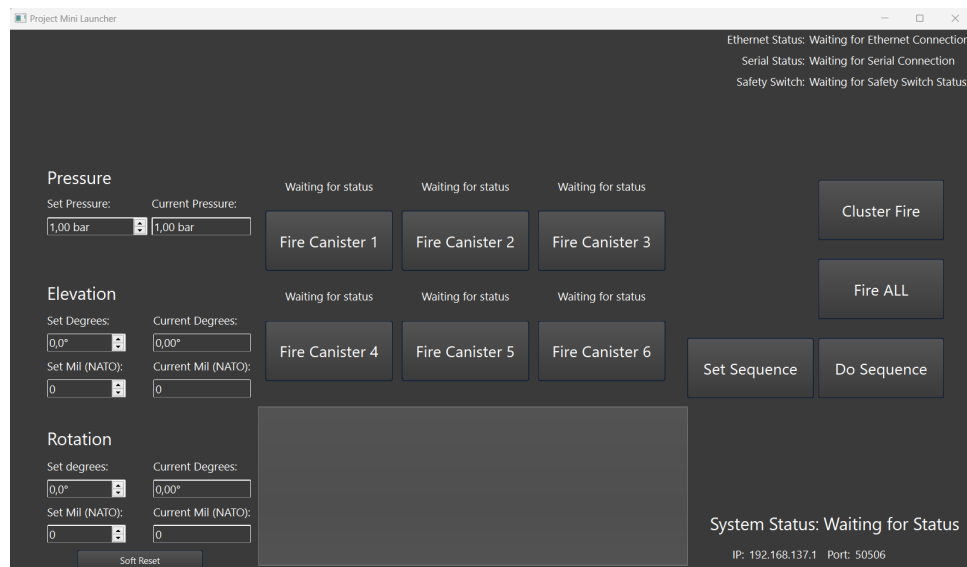 Project Mini Launcher
Ethernet Status: Waiting for Ethernet Connection
Serial Status: Waiting for Serial Connection
Safety Switch: Waiting for Safety Switch Status
Pressure
Set Pressure: Current Pressure:
1,00 bar 1,00 bar
Waiting for status Waiting for status Waiting for status
Fire Canister 1 Fire Canister 2 Fire Canister 3
Cluster Fire
Elevation
Set Degrees: Current Degrees:
0,0° 0,00°
Set Mil (NATO): Current Mil (NATO):
0 0
Waiting for status Waiting for status Waiting for status
Fire Canister 4 Fire Canister 5 Fire Canister 6
Fire ALL
Set Sequence Do Sequence
Rotation
Set degrees: Current Degrees:
0,0° 0,00°
Set Mil (NATO): Current Mil (NATO):
0 0
Soft Reset
System Status: Waiting for Status
IP: 192.168.137.1 Port: 50506